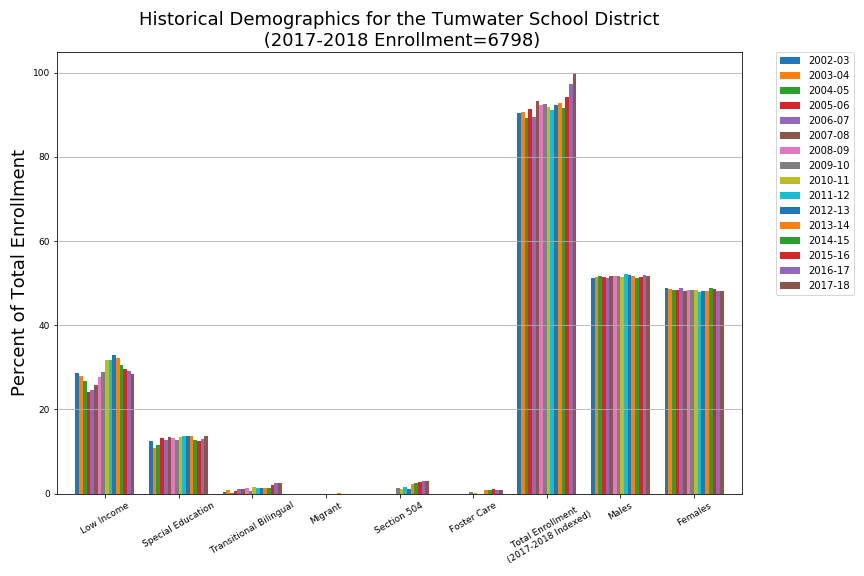 Historical Demographics for the Tumwater School District
(2017-2018 Enrollment=6798)
Percent of Total Enrollment
100
80
60
40
20
0
Low Income
Special Education
Transitional Bilingual
Migrant
Section 504
Foster Care
Total Enrollment
(2017-2018 Indexed)
Males
Females
2002-03
2003-04
2004-05
2005-06
2006-07
2007-08
2008-09
2009-10
2010-11
2011-12
2012-13
2013-14
2014-15
2015-16
2016-17
2017-18